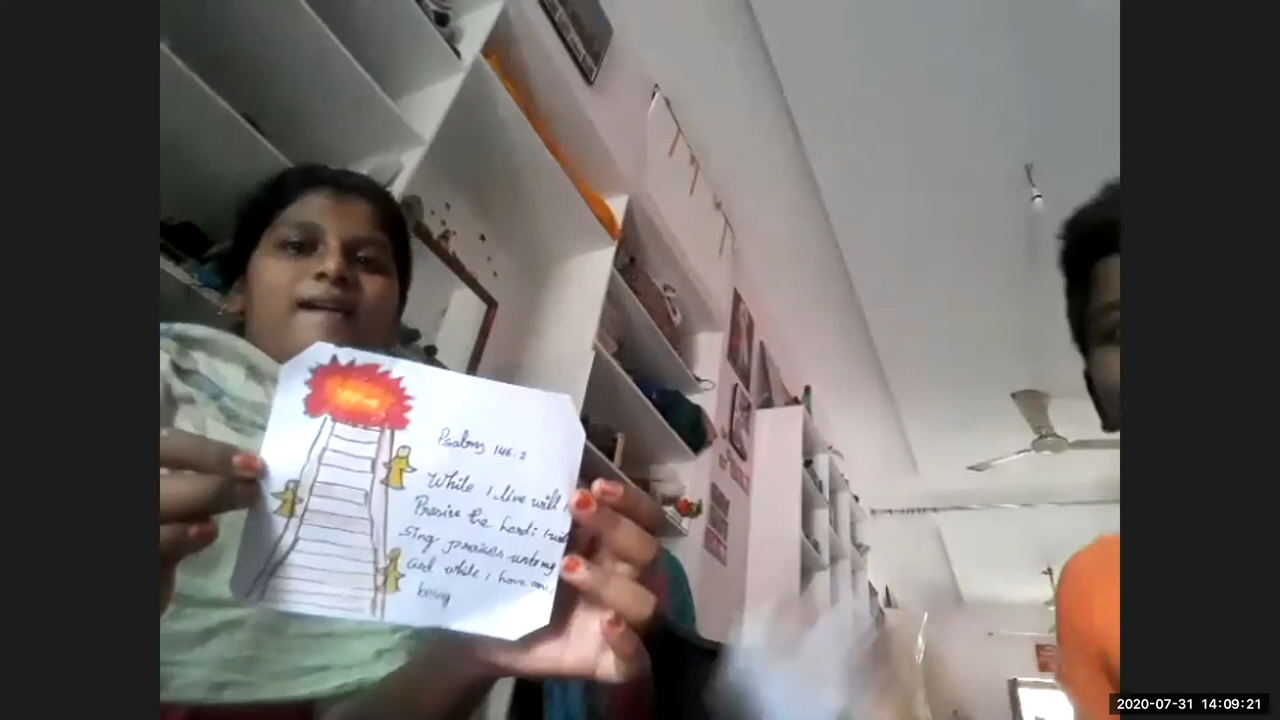 Psalms 146:2
While I live will I
Praise the Lord: I will
Sing praises unto my
God while I have any
being
2020-07-31 14:09:21